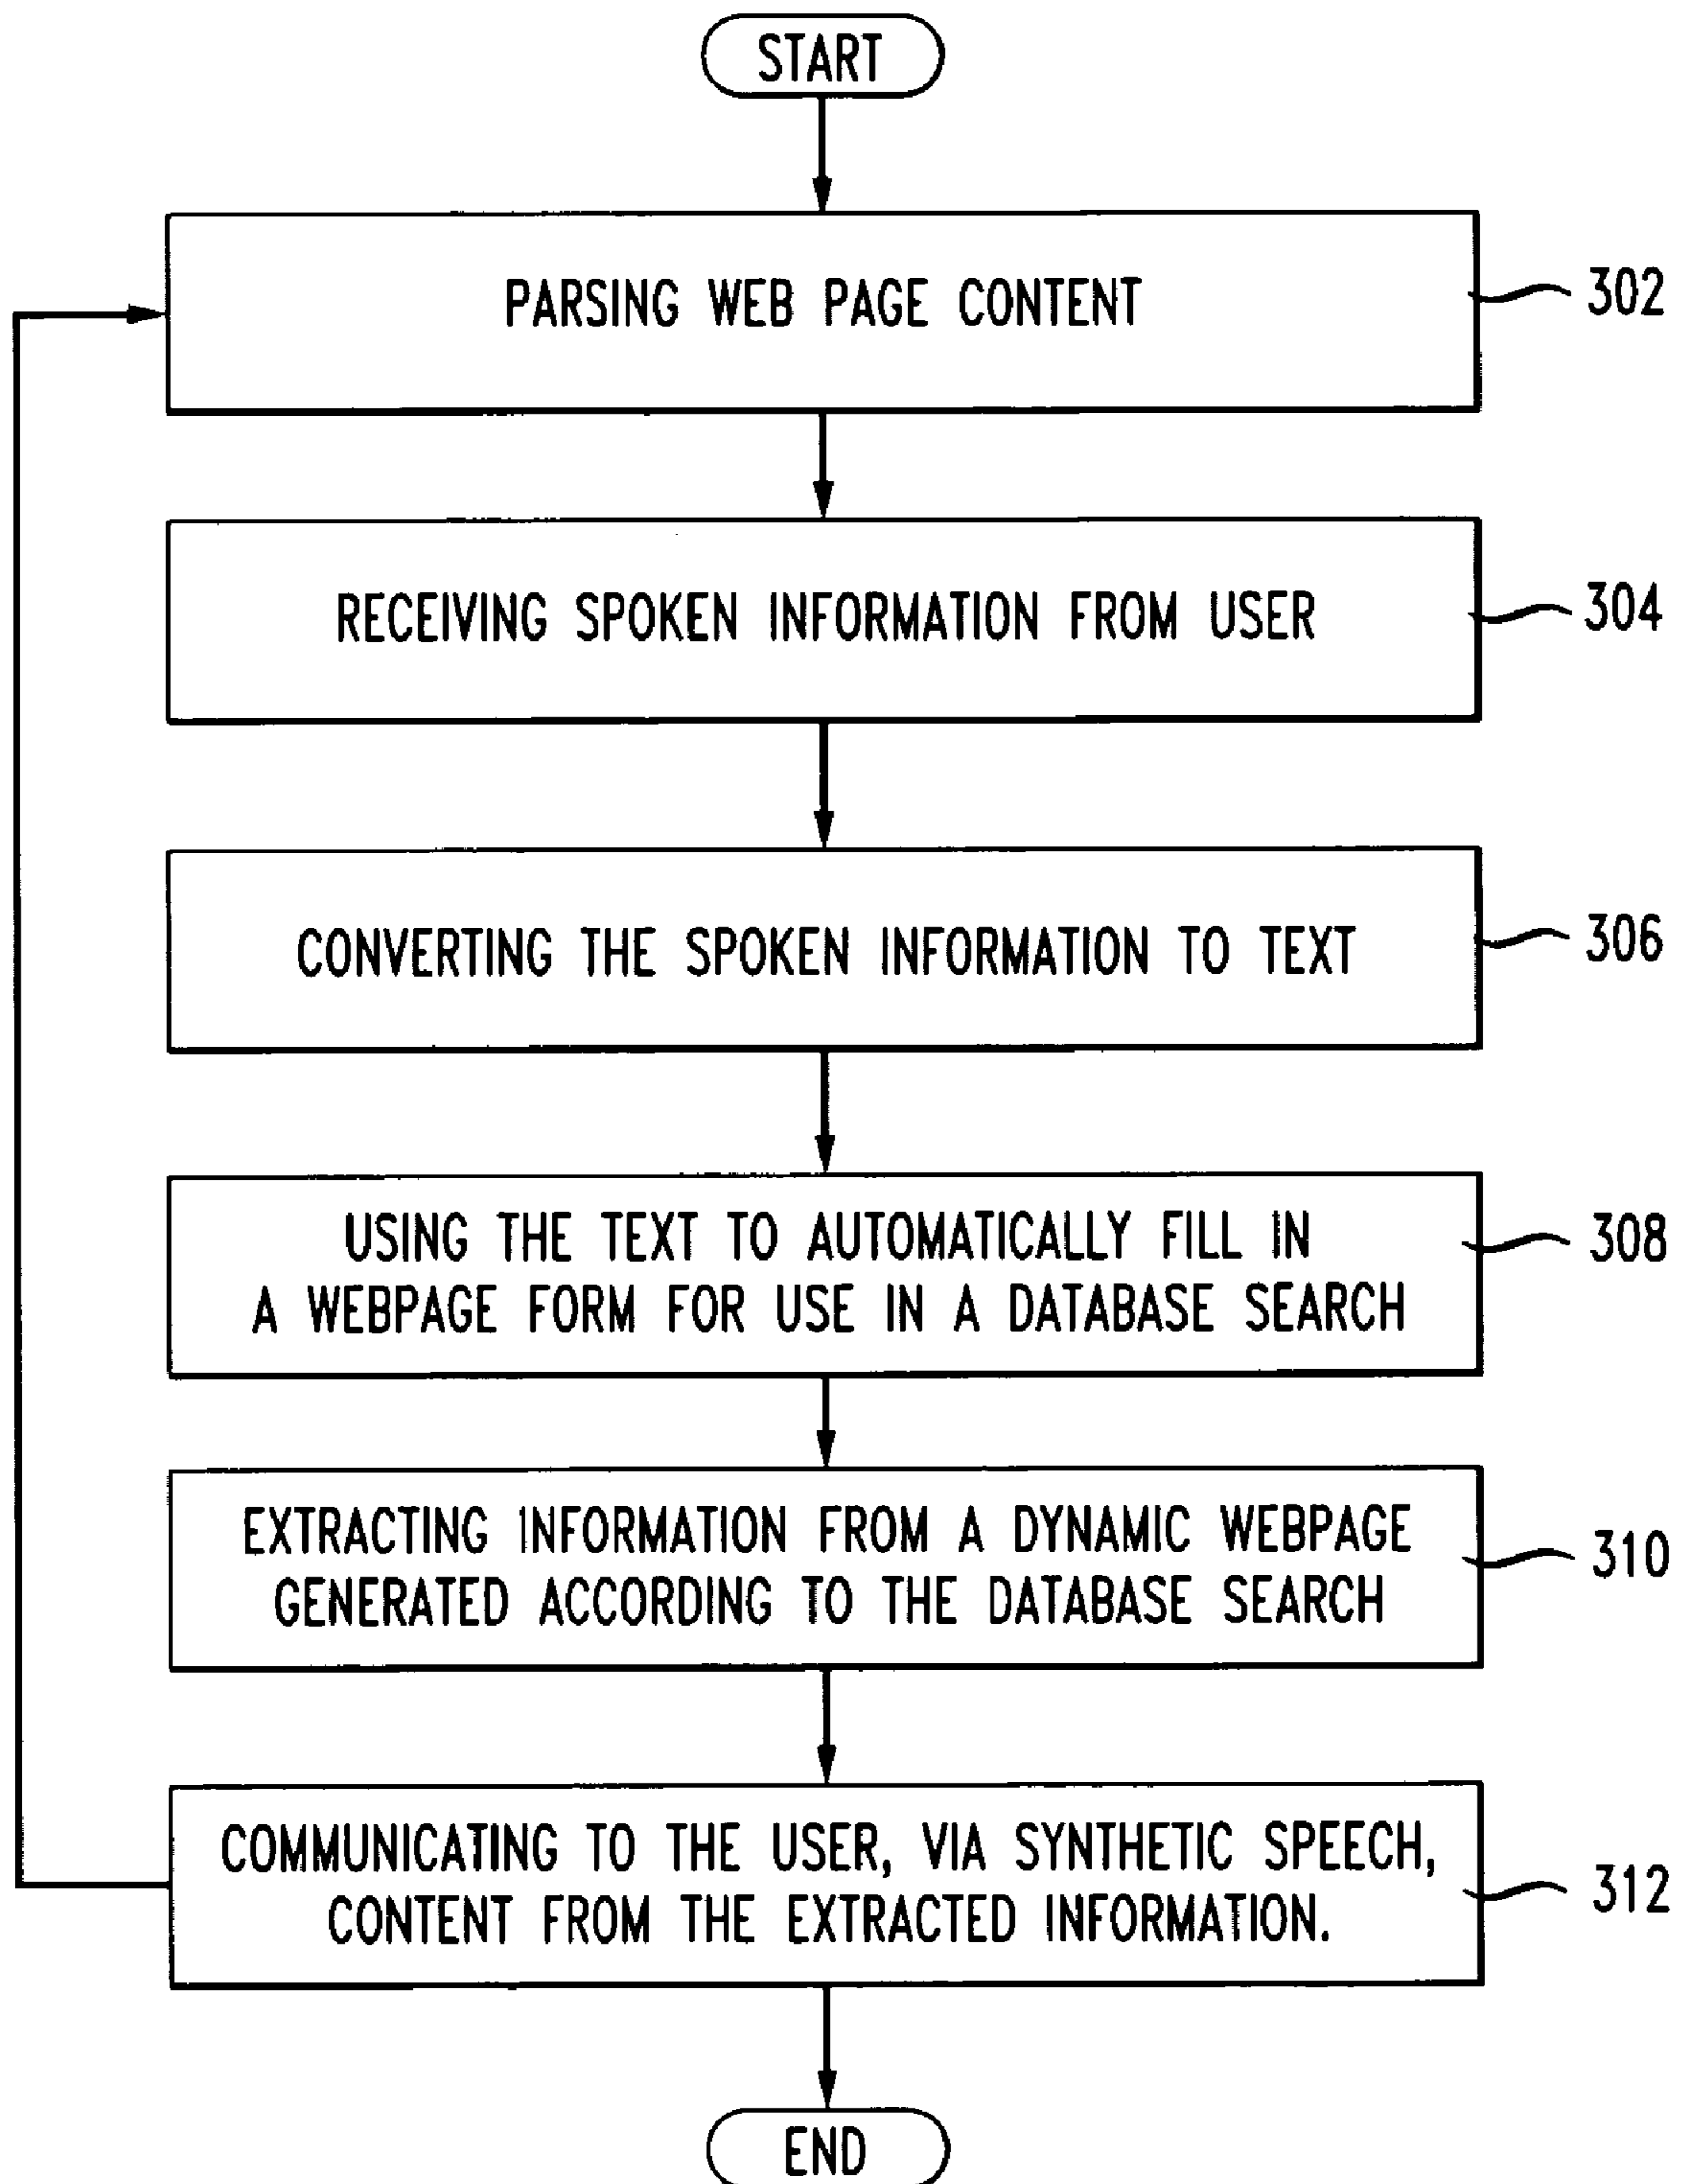 START
PARSING WEB PAGE CONTENT
302
RECEIVING SPOKEN INFORMATION FROM USER
304
CONVERTING THE SPOKEN INFORMATION TO TEXT
306
USING THE TEXT TO AUTOMATICALLY FILL IN
A WEBPAGE FORM FOR USE IN A DATABASE SEARCH
308
EXTRACTING INFORMATION FROM A DYNAMIC WEBPAGE
GENERATED ACCORDING TO THE DATABASE SEARCH
310
COMMUNICATING TO THE USER, VIA SYNTHETIC SPEECH,
CONTENT FROM THE EXTRACTED INFORMATION.
312
END